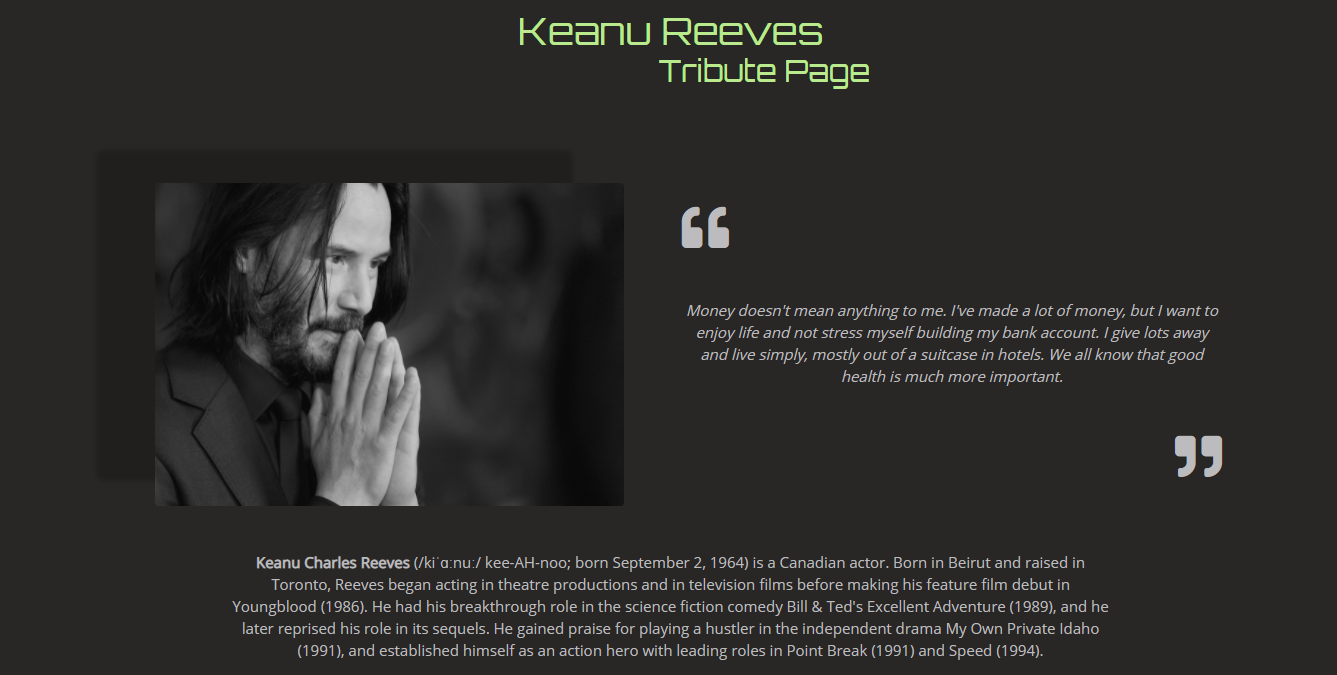 Keanu Reeves
Tribute Page
“
Money doesn't mean anything to me. I've made a lot of money, but I want to
enjoy life and not stress myself building my bank account. I give lots away
and live simply, mostly out of a suitcase in hotels. We all know that good
health is much more important.
”
Keanu Charles Reeves (/kiˈɑːnuː/ kee-AH-noo; born September 2, 1964) is a Canadian actor. Born in Beirut and raised in
Toronto, Reeves began acting in theatre productions and in television films before making his feature film debut in
Youngblood (1986). He had his breakthrough role in the science fiction comedy Bill & Ted's Excellent Adventure (1989), and he
later reprised his role in its sequels. He gained praise for playing a hustler in the independent drama My Own Private Idaho
(1991), and established himself as an action hero with leading roles in Point Break (1991) and Speed (1994).